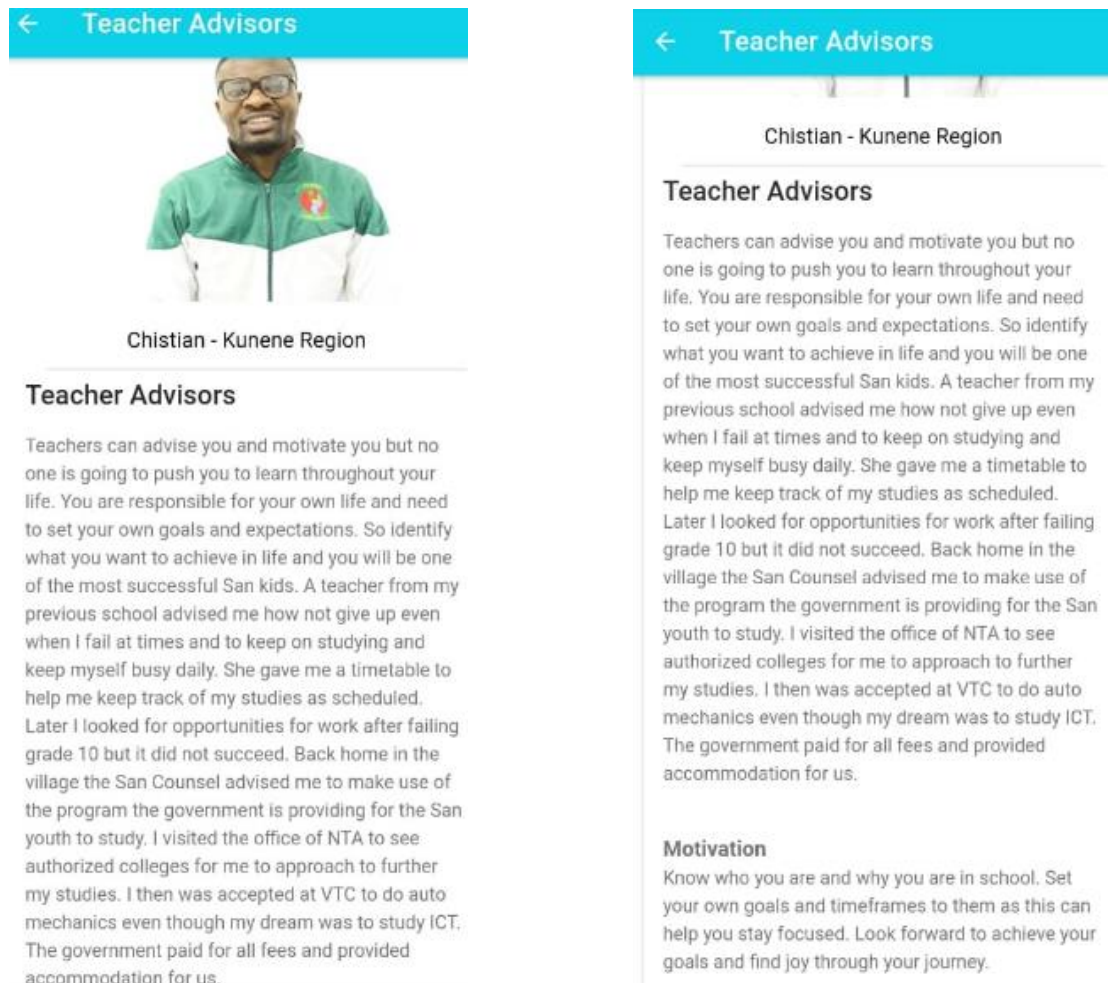 Teacher Advisors
Chistian - Kunene Region
Teacher Advisors
Teachers can advise you and motivate you but no
one is going to push you to learn throughout your
life. You are responsible for your own life and need
to set your own goals and expectations. So identify
what you want to achieve in life and you will be one
of the most successful San kids. A teacher from my
previous school advised me how not give up even
when I fail at times and to keep on studying and
keep myself busy daily. She gave me a timetable to
help me keep track of my studies as scheduled.
Later I looked for opportunities for work after failing
grade 10 but it did not succeed. Back home in the
village the San Counsel advised me to make use of
the program the government is providing for the San
youth to study. I visited the office of NTA to see
authorized colleges for me to approach to further
my studies. I then was accepted at VTC to do auto
mechanics even though my dream was to study ICT.
The government paid for all fees and provided
accommodation for us.
Teacher Advisors
Chistian - Kunene Region
Teacher Advisors
Teachers can advise you and motivate you but no
one is going to push you to learn throughout your
life. You are responsible for your own life and need
to set your own goals and expectations. So identify
what you want to achieve in life and you will be one
of the most successful San kids. A teacher from my
previous school advised me how not give up even
when I fail at times and to keep on studying and
keep myself busy daily. She gave me a timetable to
help me keep track of my studies as scheduled.
Later I looked for opportunities for work after failing
grade 10 but it did not succeed. Back home in the
village the San Counsel advised me to make use of
the program the government is providing for the San
youth to study. I visited the office of NTA to see
authorized colleges for me to approach to further
my studies. I then was accepted at VTC to do auto
mechanics even though my dream was to study ICT.
The government paid for all fees and provided
accommodation for us.
Motivation
Know who you are and why you are in school. Set
your own goals and timeframes to them as this can
help you stay focused. Look forward to achieve your
goals and find joy through your journey.